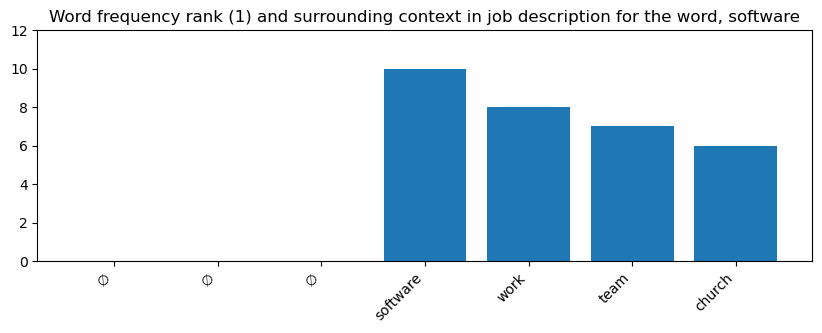 Word frequency rank (1) and surrounding context in job description for the word, software
12
10
8
6
4
2
0
∅
∅
∅
software
work
team
church